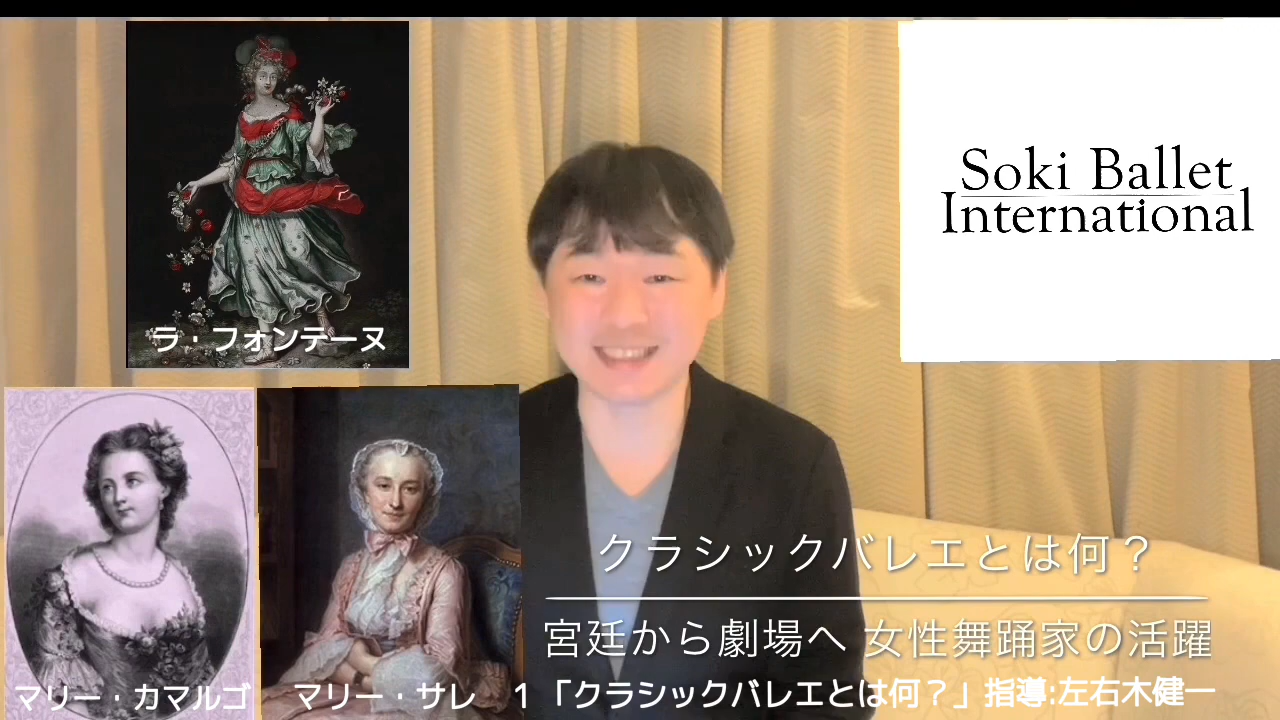 Soki Ballet
International
ラ・フォンテーヌ
クラシックバレエとは何？
宮廷から劇場へ 女性舞踊家の活躍
マリー・カマルゴ
マリー・サレ
1「クラシックバレエとは何？」指導:左右木健一